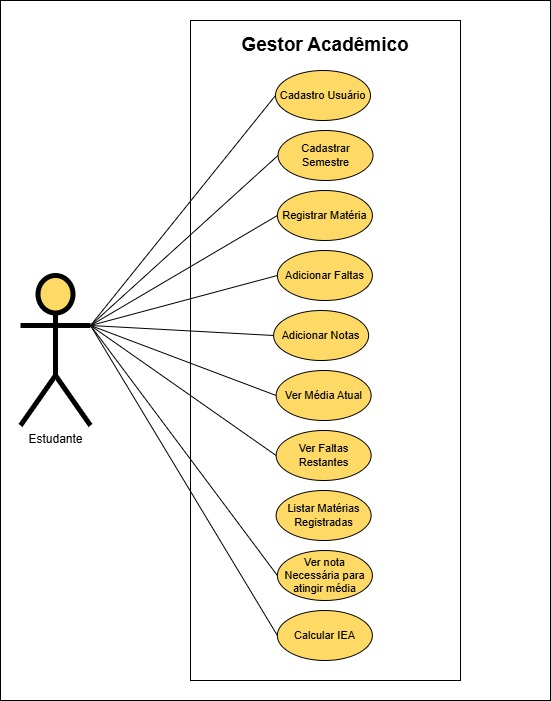 Gestor Acadêmico
Cadastro Usuário
Cadastrar
Semestre
Registrar Matéria
Adicionar Faltas
Adicionar Notas
Ver Média Atual
Ver Faltas
Restantes
Listar Matérias
Registradas
Ver nota
Necessária para
atingir média
Calcular IEA
Estudante